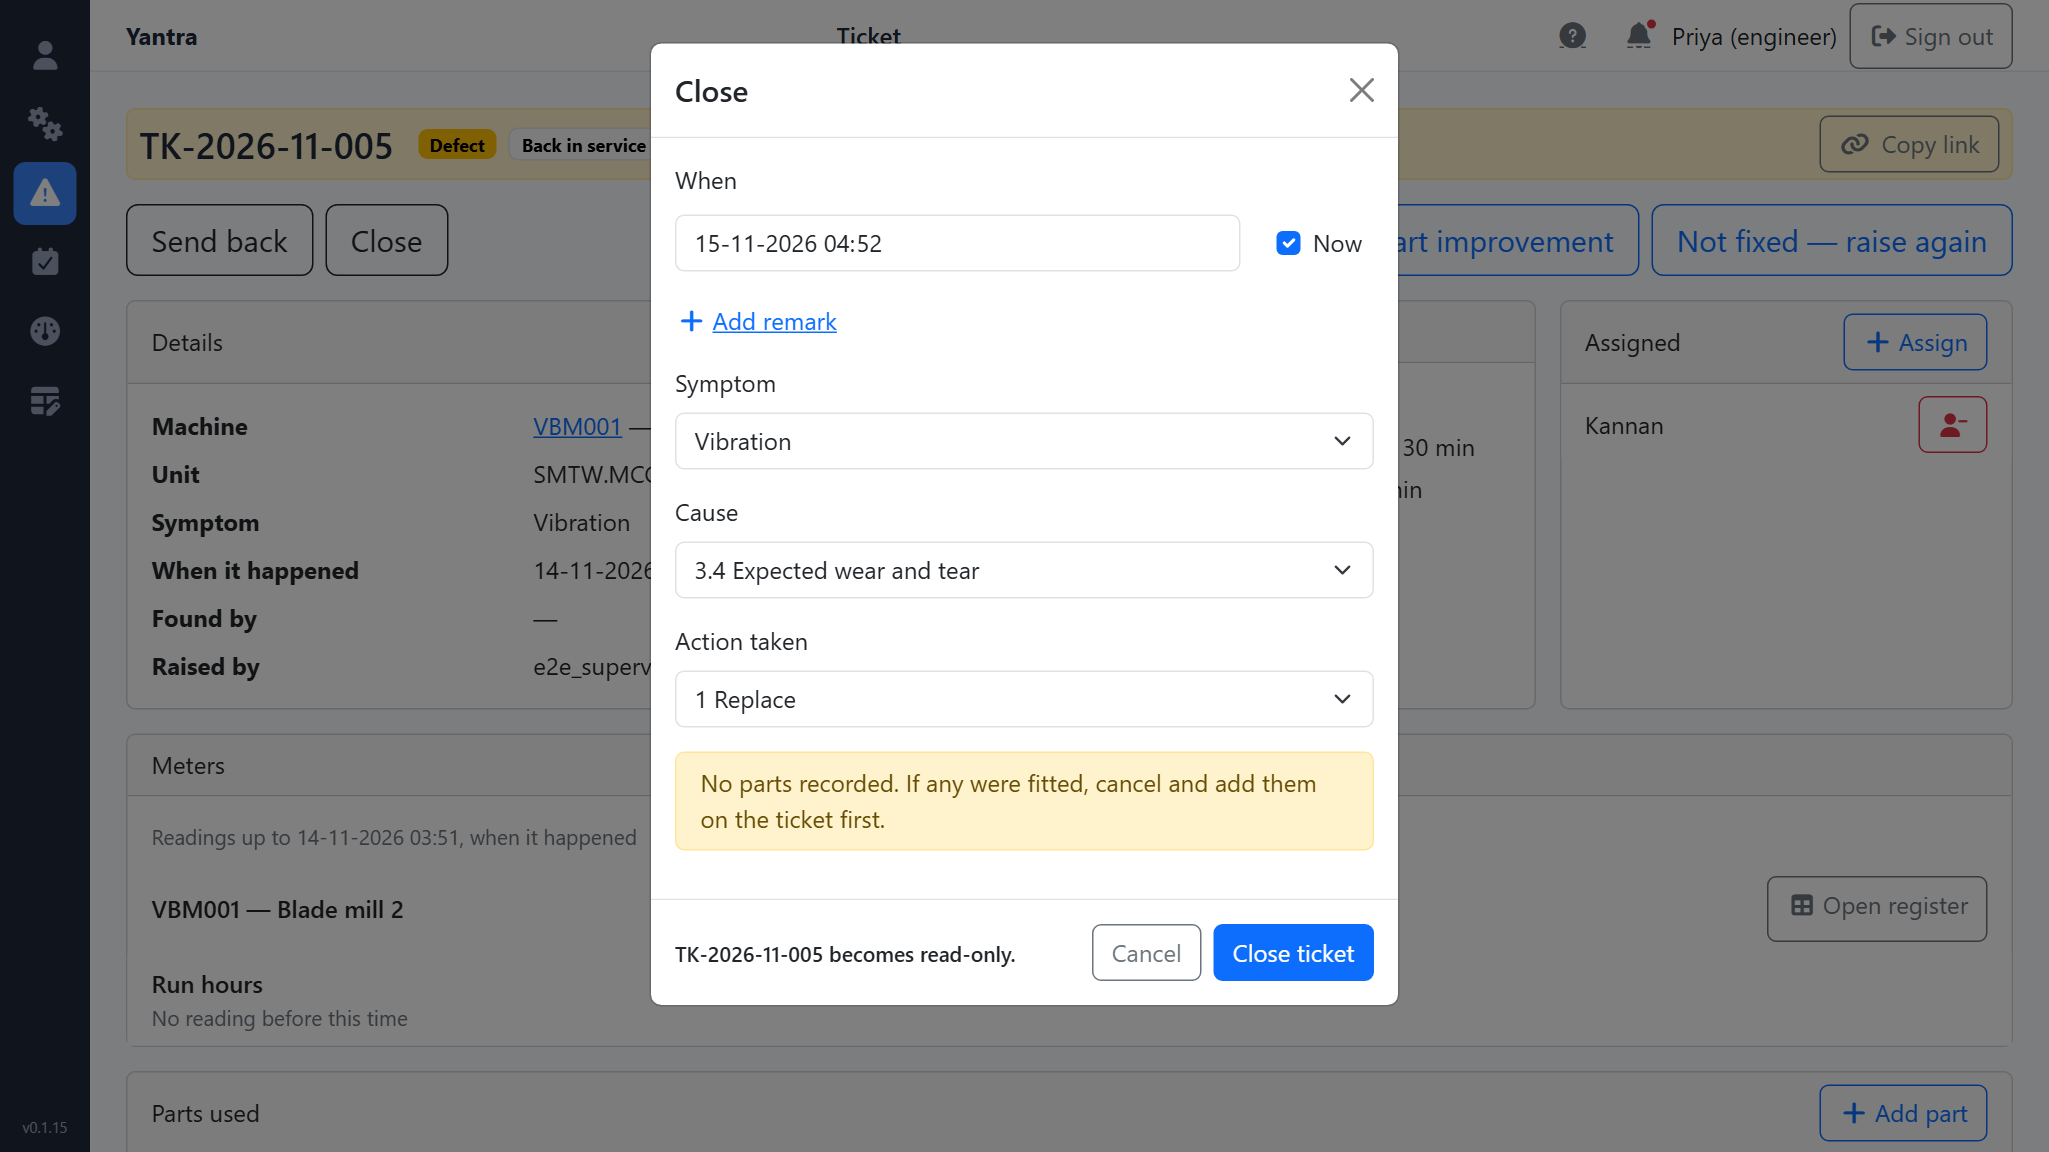 Yantra
Ticket
Priya (engineer)
Sign out
TK-2026-11-005
Defect
Back in service
Copy link
Send back
Close
art improvement
Not fixed — raise again
Details
Machine
VBM001 —
Unit
SMTW.MC
Symptom
Vibration
When it happened
14-11-2026
Found by
—
Raised by
e2e_superv
30 min
Assigned
Assign
Kannan
Meters
Readings up to 14-11-2026 03:51, when it happened
VBM001 — Blade mill 2
Open register
Run hours
No reading before this time
Parts used
Add part
v0.1.15
Close
When
15-11-2026 04:52
Now
Add remark
Symptom
Vibration
Cause
3.4 Expected wear and tear
Action taken
1 Replace
No parts recorded. If any were fitted, cancel and add them
on the ticket first.
TK-2026-11-005 becomes read-only.
Cancel
Close ticket